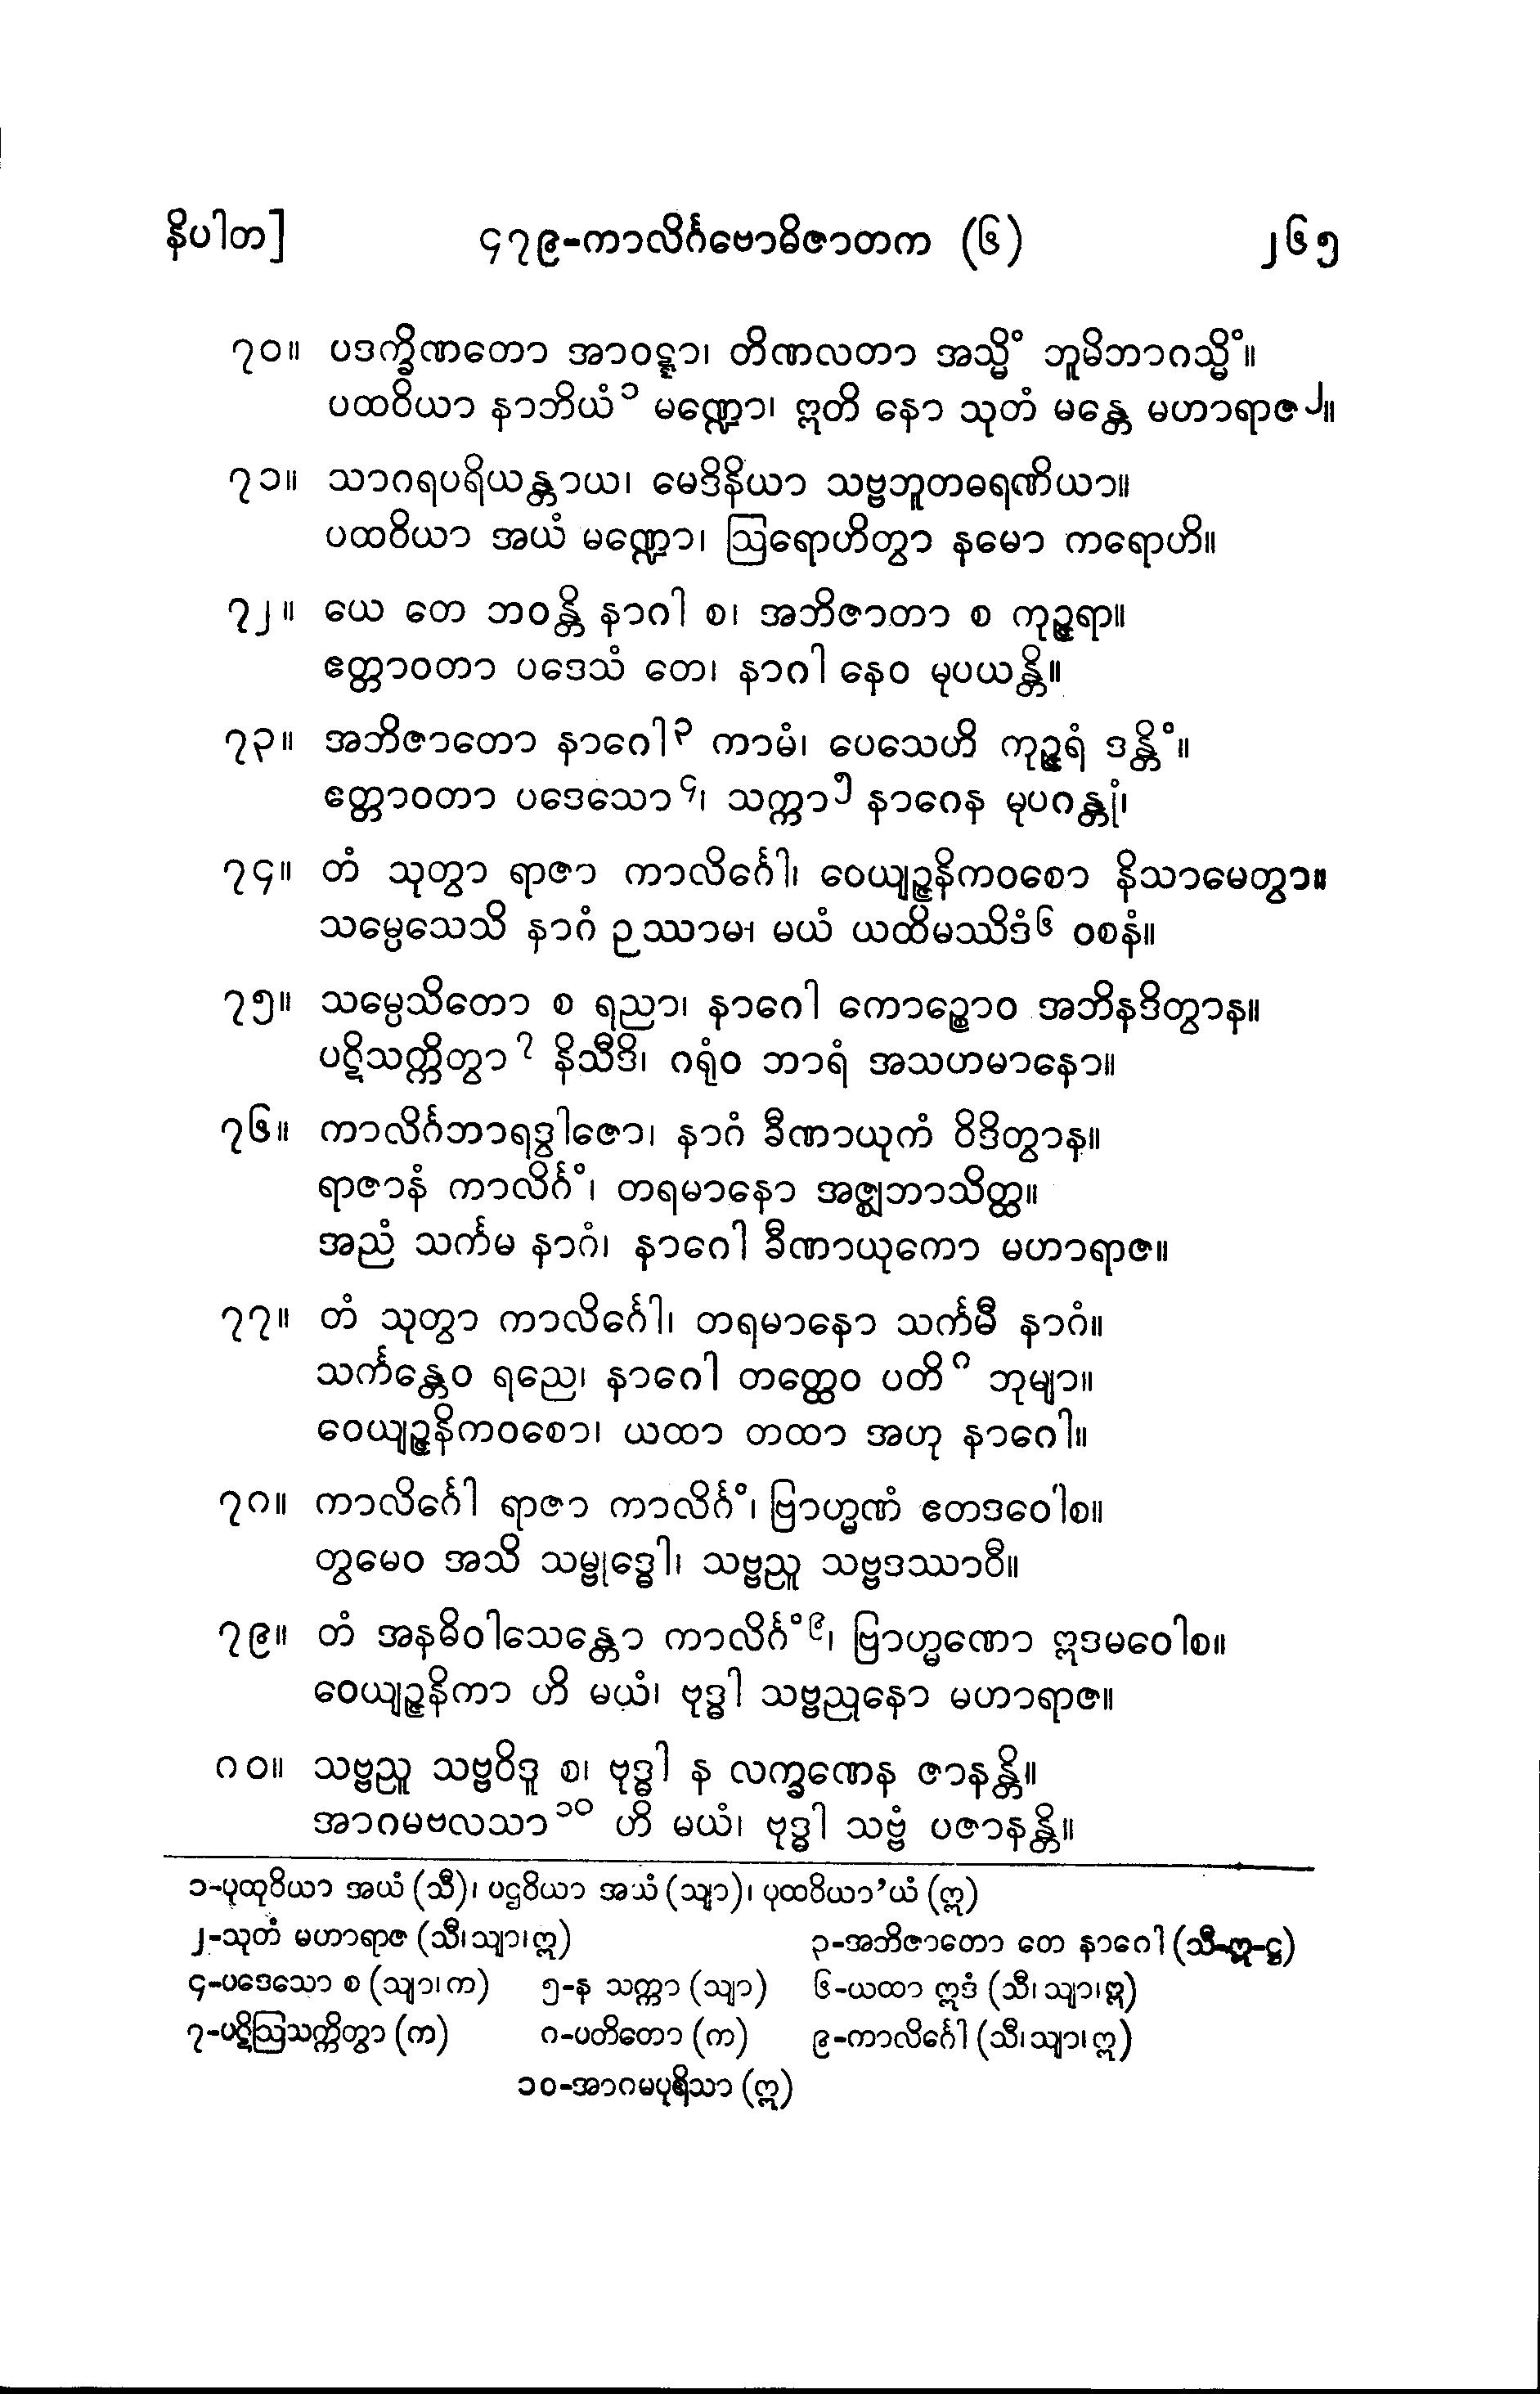 နိပါတ] ၄၇၉-ကာလိင်္ဂဗောဓိဇာတက (၆) ၂၆၅
၇၀။ ပဒက္ခိဏတော အာဝဋ္ဋာ၊ တိဏလတာ အသ္မိံ ဘူမိဘာဂသ္မိံ။
ပထဝိယာ နာဘိယံ၁ မဏ္ဍော၊ ဣတိ နော သုတံ မန္တေ မဟာရာဇ၂။
၇၁။ သာဂရပရိယန္တာယ၊ မေဒိနိယာ သဗ္ဗဘူတဓရဏိယာ။
ပထဝိယာ အယံ မဏ္ဍော၊ ဩရောဟိတွာ နမော ကရောဟိ။
၇၂။ ယေ တေ ဘဝန္တိ နာဂါ စ၊ အဘိဇာတာ စ ကုဉ္ဇရာ။
ဧတ္တာဝတာ ပဒေသံ တေ၊ နာဂါ နေဝ မုပယန္တိ။
၇၃။ အဘိဇာတော နာဂေါ၃ ကာမံ၊ ပေသေဟိ ကုဉ္ဇရံ ဒန္တိံ။
ဧတ္တာဝတာ ပဒေသော၄၊ သက္ကာ၅ နာဂေန မုပဂန္တုံ၊
၇၄။ တံ သုတွာ ရာဇာ ကာလိင်္ဂေါ၊ ဝေယျဉ္ဇနိကဝစော နိသာမေတွာ။
သမ္ပေသေသိ နာဂံ ဉဿာမ၊ မယံ ယထိမဿိဒံ၆ ဝစနံ။
၇၅။ သမ္ပေသိတော စ ရညာ၊ နာဂေါ ကောဉ္စောဝ အဘိနဒိတွာန။
ပဋိသက္ကိတွာ၇ နိသီဒိ၊ ဂရုံဝ ဘာရံ အသဟမာနော။
၇၆။ ကာလိင်္ဂဘာရဒွါဇော၊ နာဂံ ခီဏာယုကံ ဝိဒိတွာန။
ရာဇာနံ ကာလိင်္ဂံ၊ တရမာနော အဇ္ဈဘာသိတ္ထ။
အညံ သင်္ကမ နာဂံ၊ နာဂေါ ခီဏာယုကော မဟာရာဇ။
၇၇။ တံ သုတွာ ကာလိင်္ဂေါ၊ တရမာနော သင်္ကမီ နာဂံ။
သင်္ကန္တေဝ ရညေ၊ နာဂေါ တတ္ထေဝ ပတိ၈ ဘုမျာ။
ဝေယျဉ္ဇနိကဝစော၊ ယထာ တထာ အဟု နာဂေါ။
၇၈။ ကာလိင်္ဂေါ ရာဇာ ကာလိင်္ဂံ၊ ဗြာဟ္မဏံ ဧတဒဝေါစ။
တွမေဝ အသိ သမ္ဗုဒ္ဓေါ၊ သဗ္ဗညူ သဗ္ဗဒဿာဝီ။
၇၉။ တံ အနဓိဝါသေန္တော ကာလိင်္ဂံ၉၊ ဗြာဟ္မဏော ဣဒမဝေါစ။
ဝေယျဉ္ဇနိကာ ဟိ မယံ၊ ဗုဒ္ဓါ သဗ္ဗညုနော မဟာရာဇ။
၈၀။ သဗ္ဗညူ သဗ္ဗဝိဒူ စ၊ ဗုဒ္ဓါ န လက္ခဏေန ဇာနန္တိ။
အာဂမဗလသာ၁၀ ဟိ မယံ၊ ဗုဒ္ဓါ သဗ္ဗံ ပဇာနန္တိ။
၁-ပုထုဝိယာ အယံ (သီ)၊ ပဌဝိယာ အယံ (သျာ)၊ ပုထဝိယာ’ယံ (ဣ)
၂-သုတံ မဟာရာဇ (သီ၊သျာ၊ဣ) ၃-အဘိဇာတော တေ နာဂေါ (သီ-ဣ-ဋ္ဌ)
၄-ပဒေသော စ (သျာ၊က) ၅-န သက္ကာ (သျာ) ၆-ယထာ ဣဒံ (သီ၊သျာ၊ဣ)
၇-ပဋိဩသက္ကိတွာ (က) ၈-ပတိတော (က) ၉-ကာလိင်္ဂေါ (သီ၊သျာ၊ဣ)
၁၀-အာဂမပုရိသာ (ဣ)